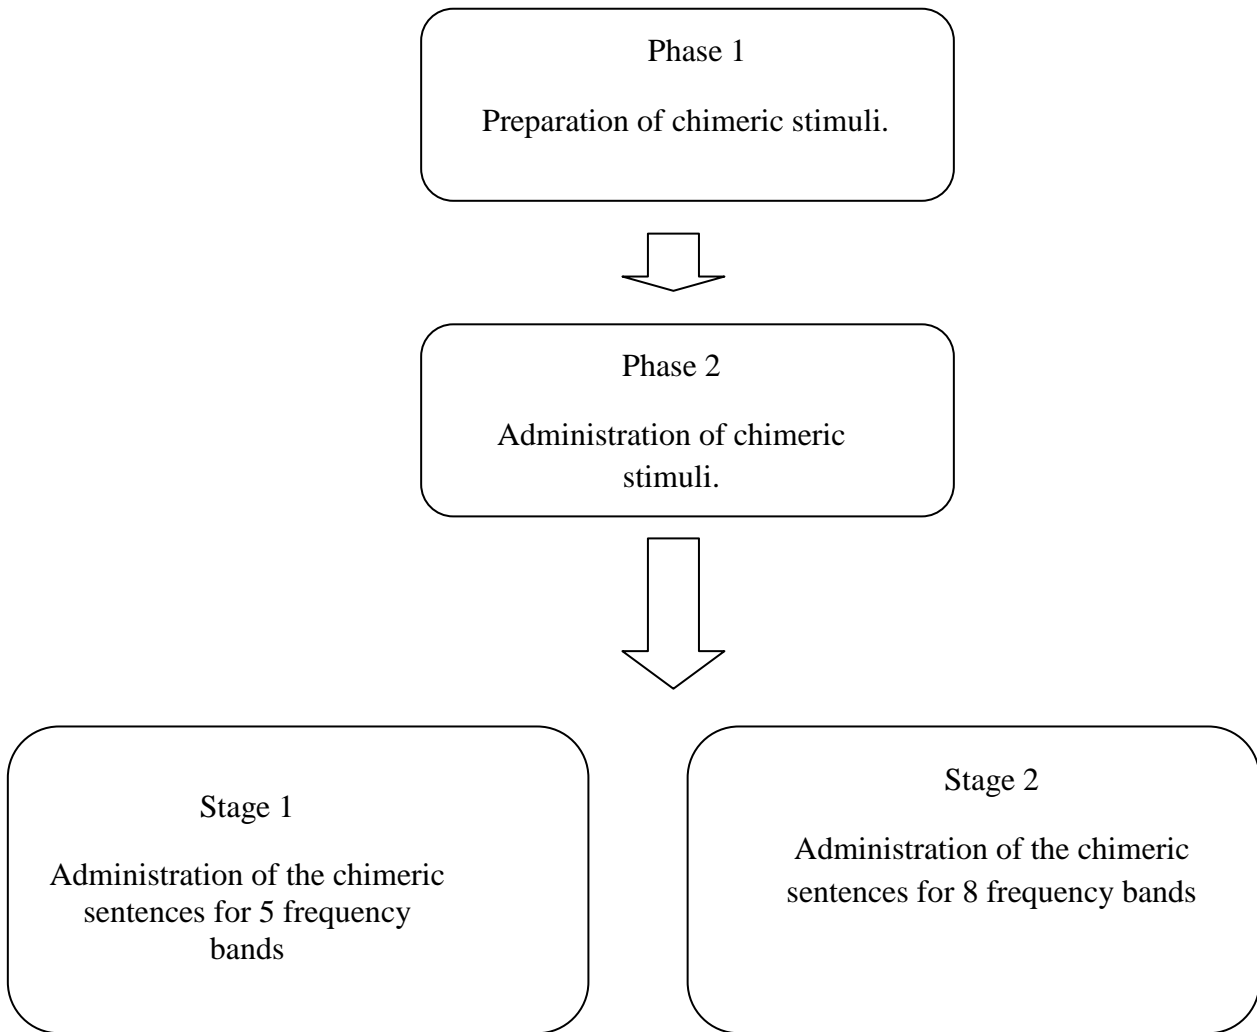 Phase 1
Preparation of chimeric stimuli.
Phase 2
Administration of chimeric
stimuli.
Stage 1
Administration of the chimeric
sentences for 5 frequency
bands
Stage 2
Administration of the chimeric
sentences for 8 frequency bands